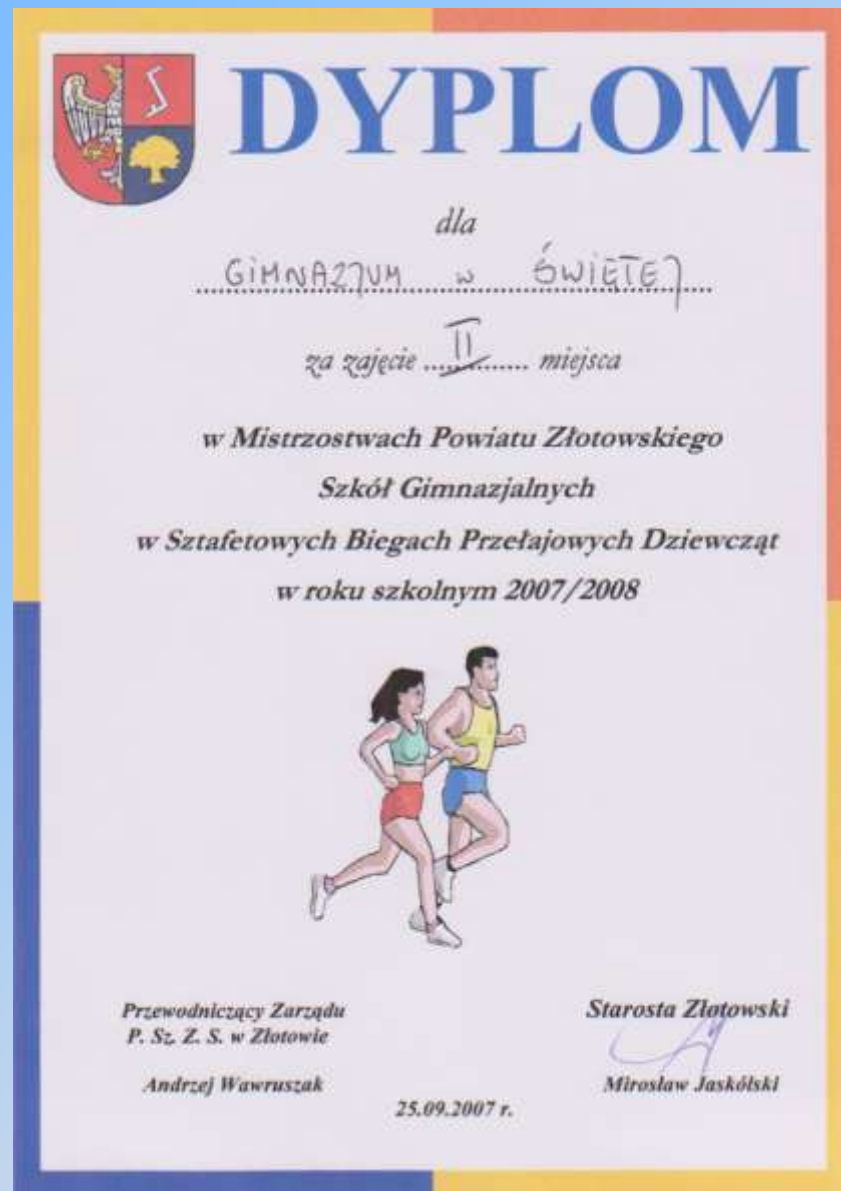 DYPLOM
dla
GIMNAZJUM w ŚWIĘTEJ
za zajęcie II miejsca
w Mistrzostwach Powiatu Złotowskiego
Szkół Gimnazjalnych
w Sztafetowych Biegach Przełajowych Dziewcząt
w roku szkolnym 2007/2008
Przewodniczący Zarządu
P. Sz. Z. S. w Złotowie
Andrzej Wawruszak
Starosta Złotowski
Mirosław Jaskólski
25.09.2007 r.